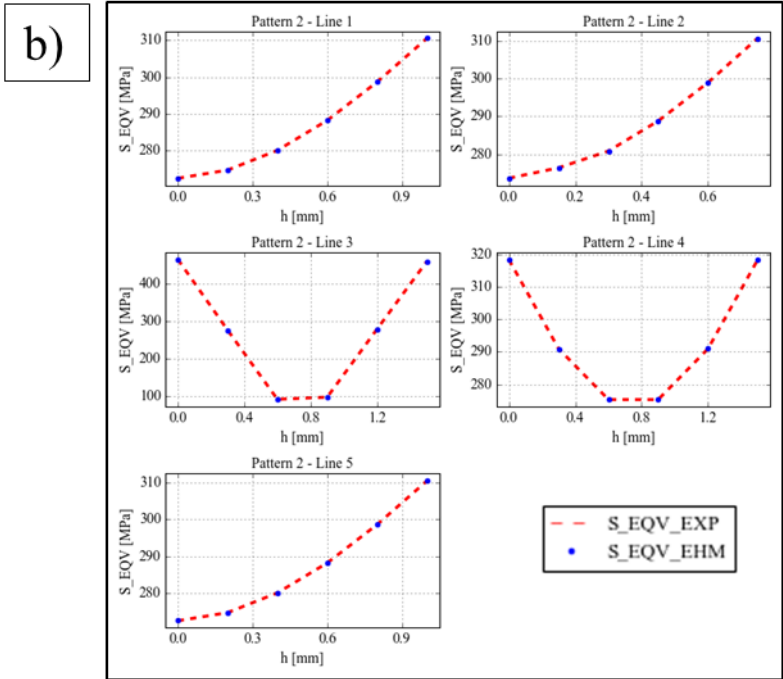 b)
Pattern 2 - Line 1
310
300
290
280
S_EQV [MPa]
0.0 0.3 0.6 0.9
h [mm]
Pattern 2 - Line 2
310
300
290
280
S_EQV [MPa]
0.0 0.2 0.4 0.6
h [mm]
Pattern 2 - Line 3
400
300
200
100
S_EQV [MPa]
0.0 0.4 0.8 1.2
h [mm]
Pattern 2 - Line 4
320
310
300
290
280
S_EQV [MPa]
0.0 0.4 0.8 1.2
h [mm]
Pattern 2 - Line 5
310
300
290
280
S_EQV [MPa]
0.0 0.3 0.6 0.9
h [mm]
S_EQV_EXP
S_EQV_EHM